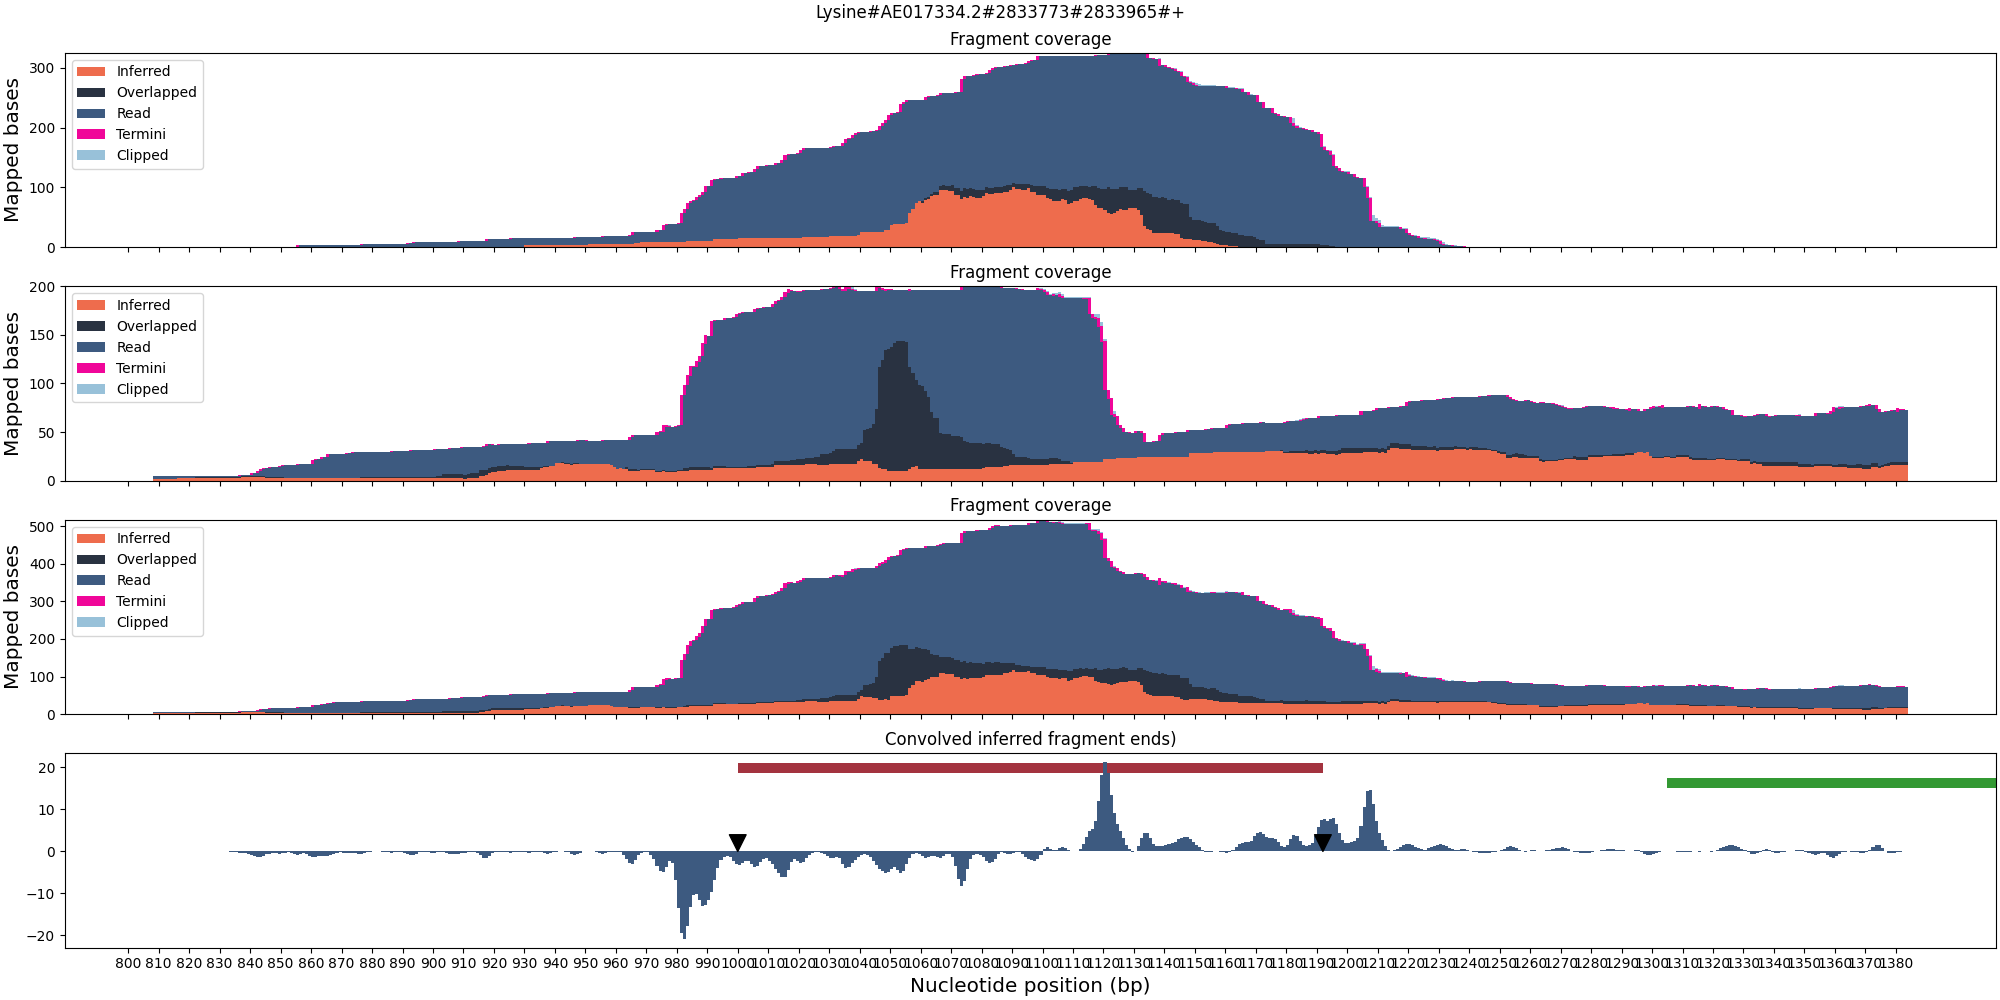 Lysine#AE017334.2#2833773#2833965#+
Fragment coverage
Mapped bases
300
200
100
0
Inferred
Overlapped
Read
Termini
Clipped
Fragment coverage
Mapped bases
200
150
100
50
0
Inferred
Overlapped
Read
Termini
Clipped
Fragment coverage
Mapped bases
500
400
300
200
100
0
Inferred
Overlapped
Read
Termini
Clipped
Convolved inferred fragment ends)
20
10
0
−10
−20
800 810 820 830 840 850 860 870 880 890 900 910 920 930 940 950 960 970 980 990 1000 1010 1020 1030 1040 1050 1060 1070 1080 1090 1100 1110 1120 1130 1140 1150 1160 1170 1180 1190 1200 1210 1220 1230 1240 1250 1260 1270 1280 1290 1300 1310 1320 1330 1340 1350 1360 1370 1380
Nucleotide position (bp)